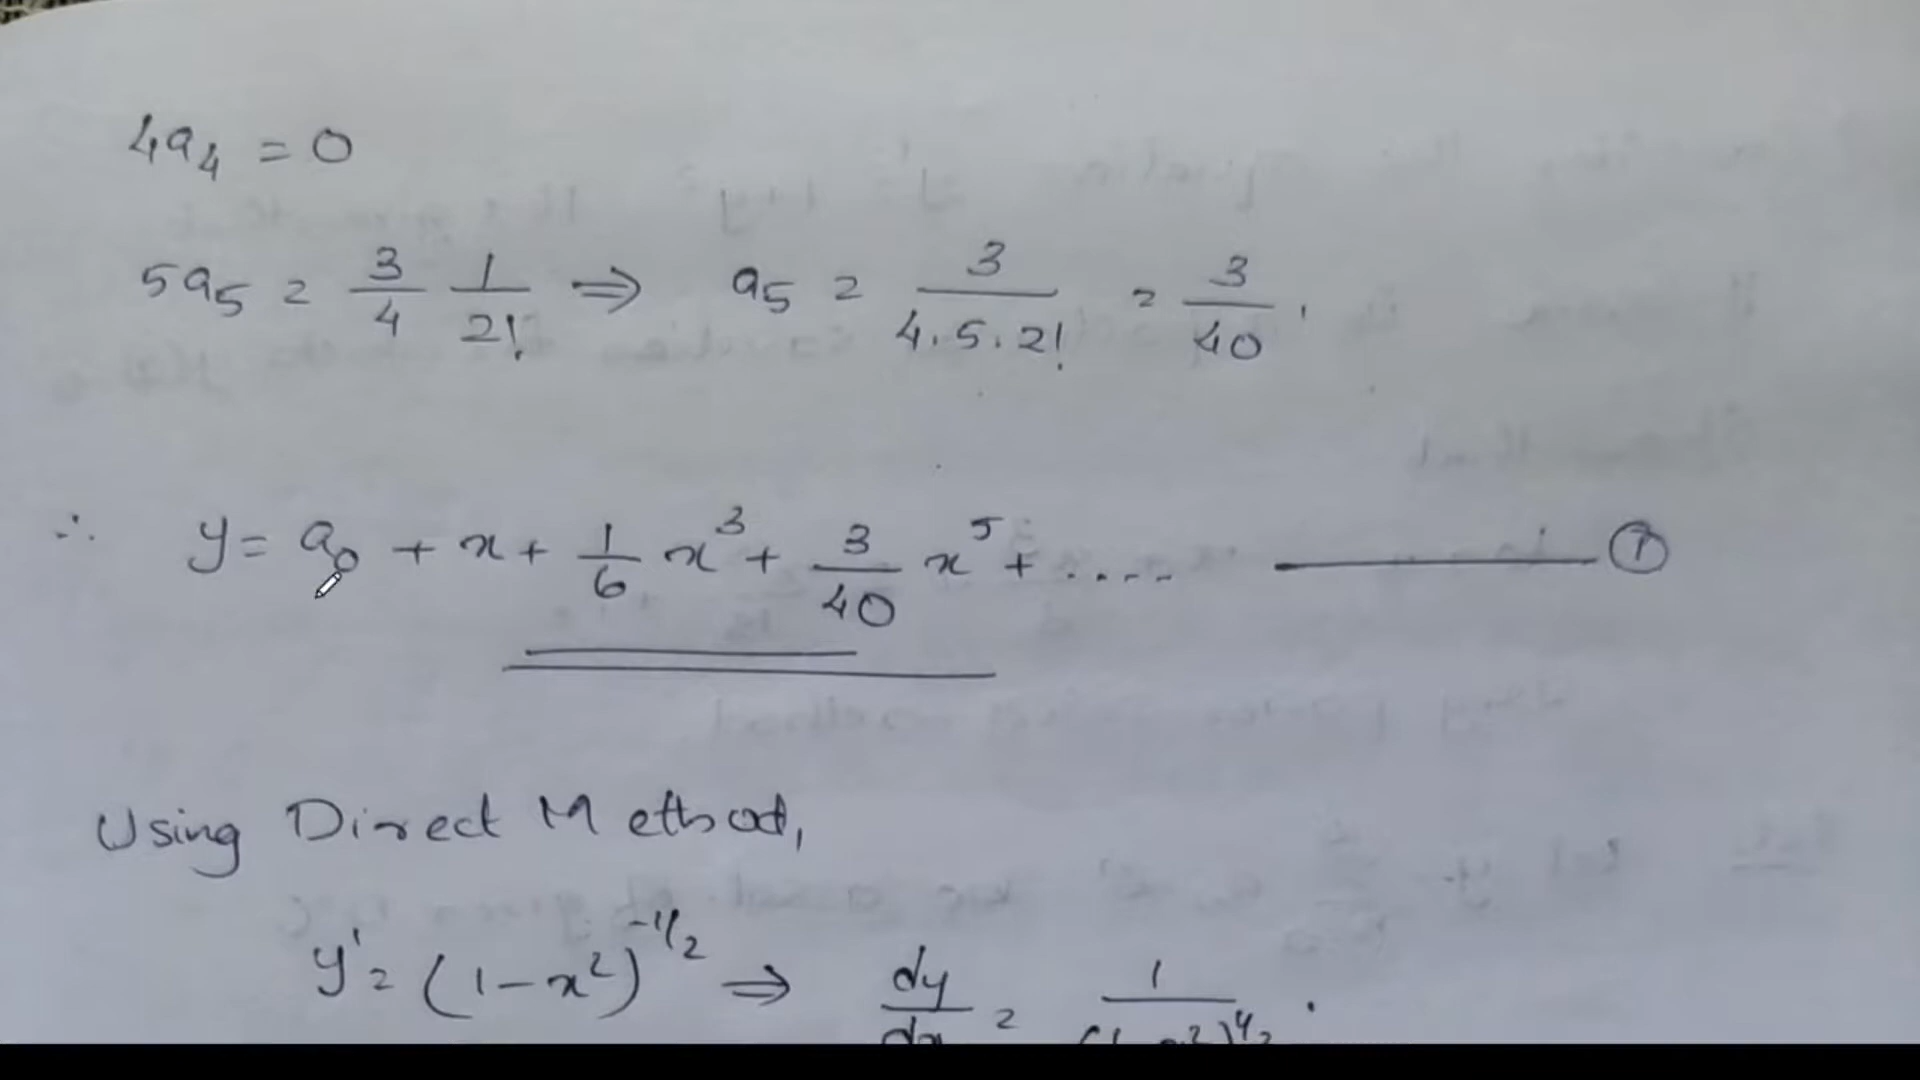 4a₄ = 0
5a₅ = 3/4 1/2! ⇒ a₅ = 3/(4.5.2!) = 3/40 .
∴ y = a₀ + x + 1/6 x³ + 3/40 x⁵ + .... ——— ①
Using Direct Method,
y' = (1-x²)^(-1/2) ⇒ dy/dx = 1/(1-x²)^(1/2) .